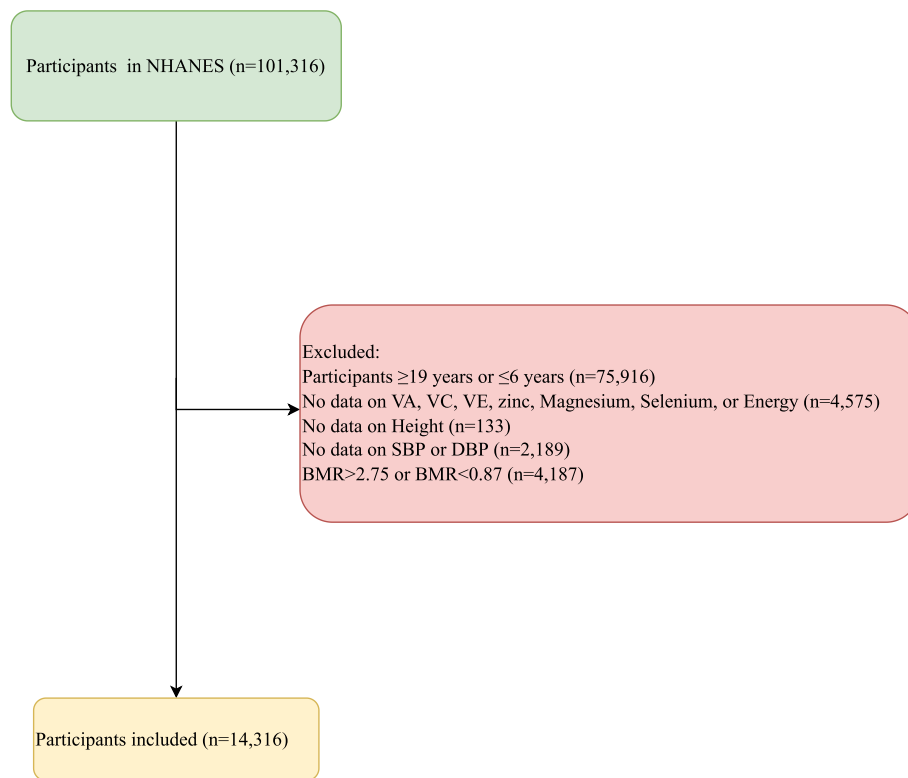 Participants in NHANES (n=101,316)
Excluded:
Participants ≥19 years or ≤6 years (n=75,916)
No data on VA, VC, VE, zinc, Magnesium, Selenium, or Energy (n=4,575)
No data on Height (n=133)
No data on SBP or DBP (n=2,189)
BMR>2.75 or BMR<0.87 (n=4,187)
Participants included (n=14,316)